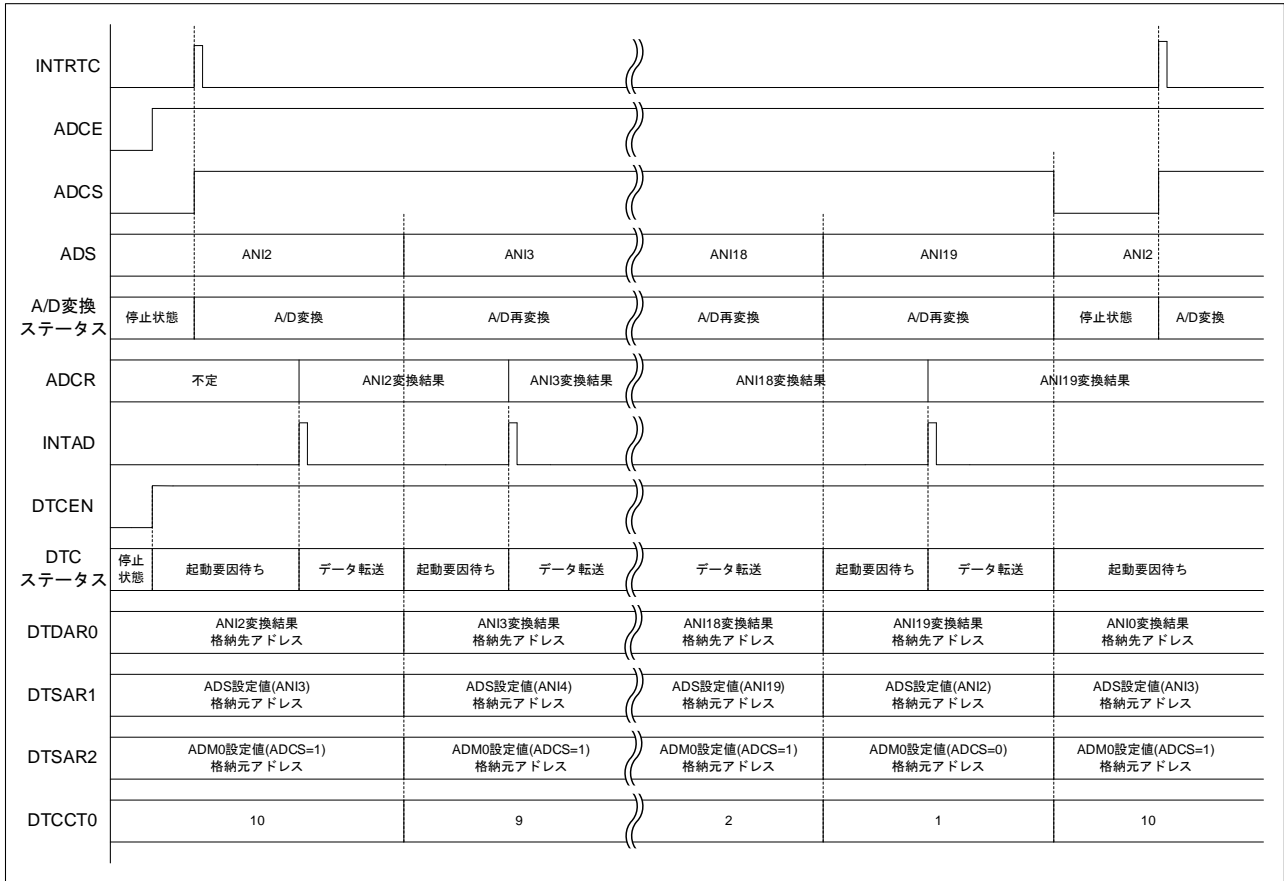 INTRTC
ADCE
ADCS
ADS
ANI2
ANI3
ANI18
ANI19
ANI2
A/D変換
ステータス
停止状態
A/D変換
A/D再変換
A/D再変換
A/D再変換
停止状態
A/D変換
ADCR
不定
ANI2変換結果
ANI3変換結果
ANI18変換結果
ANI19変換結果
INTAD
DTCEN
DTC
ステータス
停止
状態
起動要因待ち
データ転送
起動要因待ち
データ転送
データ転送
起動要因待ち
データ転送
起動要因待ち
DTDAR0
ANI2変換結果
格納先アドレス
ANI3変換結果
格納先アドレス
ANI18変換結果
格納先アドレス
ANI19変換結果
格納先アドレス
ANI0変換結果
格納先アドレス
DTSAR1
ADS設定値(ANI3)
格納元アドレス
ADS設定値(ANI4)
格納元アドレス
ADS設定値(ANI19)
格納元アドレス
ADS設定値(ANI2)
格納元アドレス
ADS設定値(ANI3)
格納元アドレス
DTSAR2
ADM0設定値(ADCS=1)
格納元アドレス
ADM0設定値(ADCS=1)
格納元アドレス
ADM0設定値(ADCS=1)
格納元アドレス
ADM0設定値(ADCS=0)
格納元アドレス
ADM0設定値(ADCS=1)
格納元アドレス
DTCCT0
10
9
2
1
10